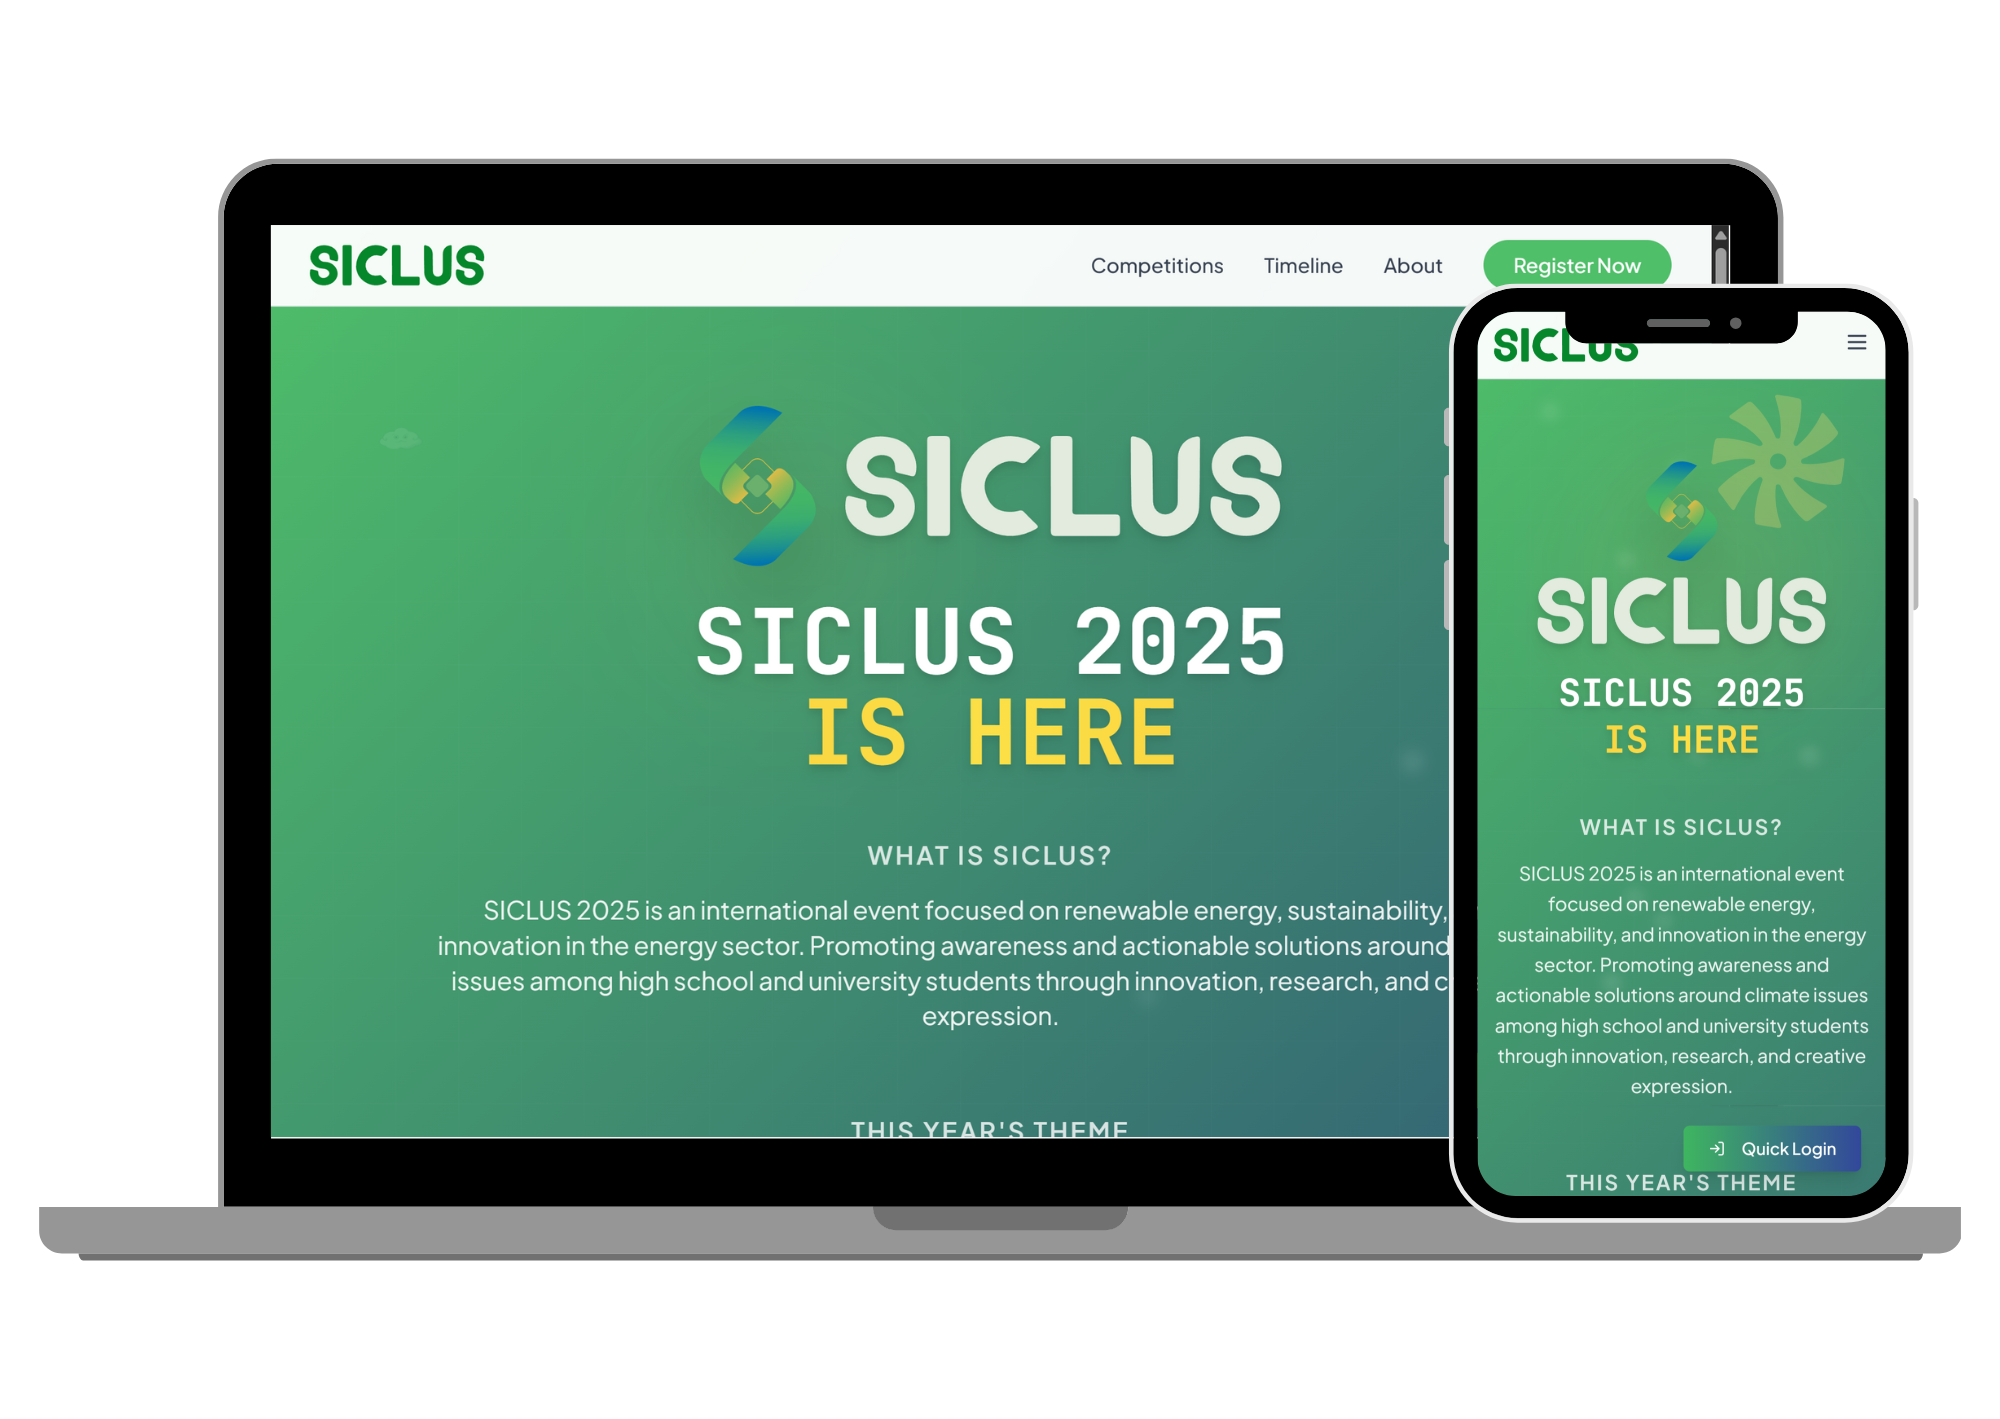 SICLUS
Competitions Timeline About Register Now
SICLUS
SICLUS 2025
IS HERE
WHAT IS SICLUS?
SICLUS 2025 is an international event focused on renewable energy, sustainability,
innovation in the energy sector. Promoting awareness and actionable solutions around
issues among high school and university students through innovation, research, and c
expression.
THIS YEAR'S THEME
SICLUS
SICLUS
SICLUS 2025
IS HERE
WHAT IS SICLUS?
SICLUS 2025 is an international event
focused on renewable energy,
sustainability, and innovation in the energy
sector. Promoting awareness and
actionable solutions around climate issues
among high school and university students
through innovation, research, and creative
expression.
Quick Login
THIS YEAR'S THEME